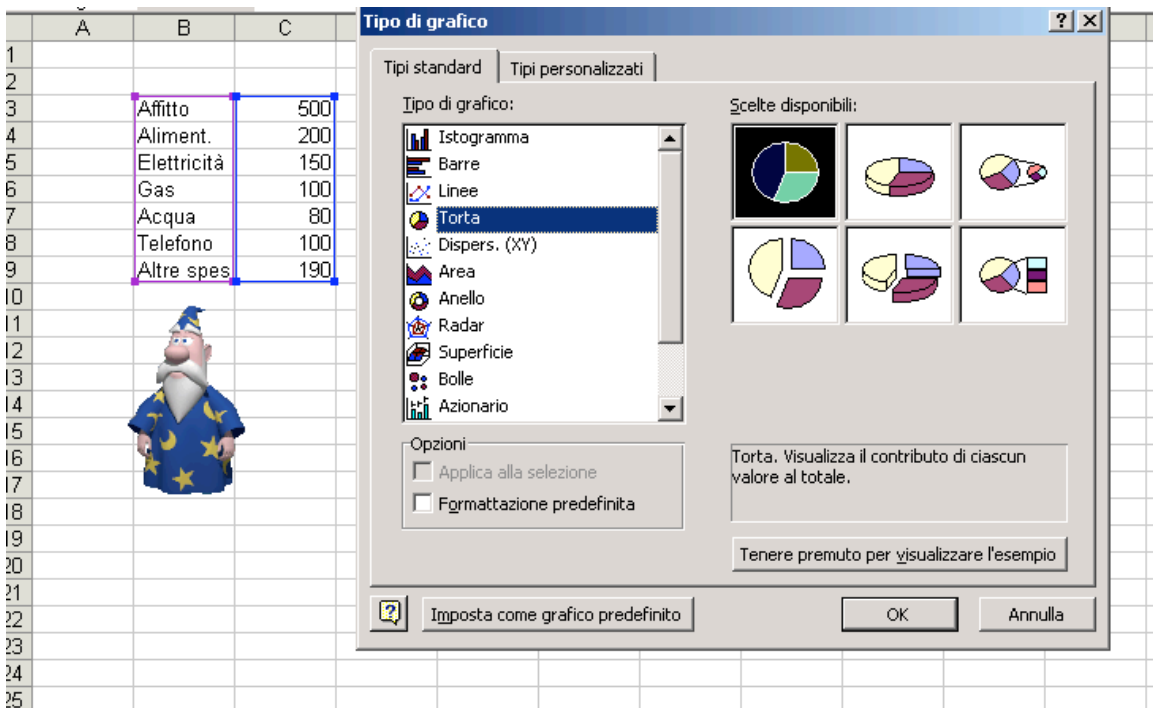 Tipo di grafico
A B C
1
2
3 Affitto 500
4 Aliment. 200
5 Elettricità 150
6 Gas 100
7 Acqua 80
8 Telefono 100
9 Altre spes 190
10
11
12
13
14
15
16
17
18
19
20
21
22
23
24
25
Tipi standard Tipi personalizzati
Tipo di grafico:
Istogramma
Barre
Linee
Torta
Dispers. (XY)
Area
Anello
Radar
Superficie
Bolle
Azionario
Scelte disponibili:
Opzioni
Applica alla selezione
Formattazione predefinita
Torta. Visualizza il contributo di ciascun
valore al totale.
Tenere premuto per visualizzare l'esempio
Imposta come grafico predefinito
OK
Annulla